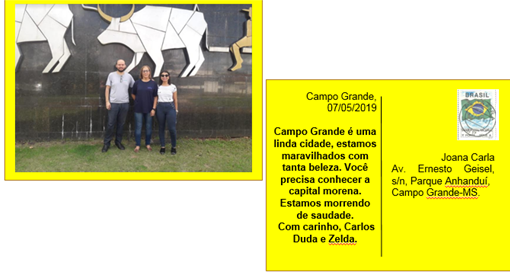 Campo Grande,
07/05/2019
Campo Grande é uma
linda cidade, estamos
maravilhados com
tanta beleza. Você
precisa conhecer a
capital morena.
Estamos morrendo
de saudade.
Com carinho, Carlos
Duda e Zelda.
BRASIL
Joana Carla
Av. Ernesto Geisel,
s/n, Parque Anhanduí,
Campo Grande-MS.